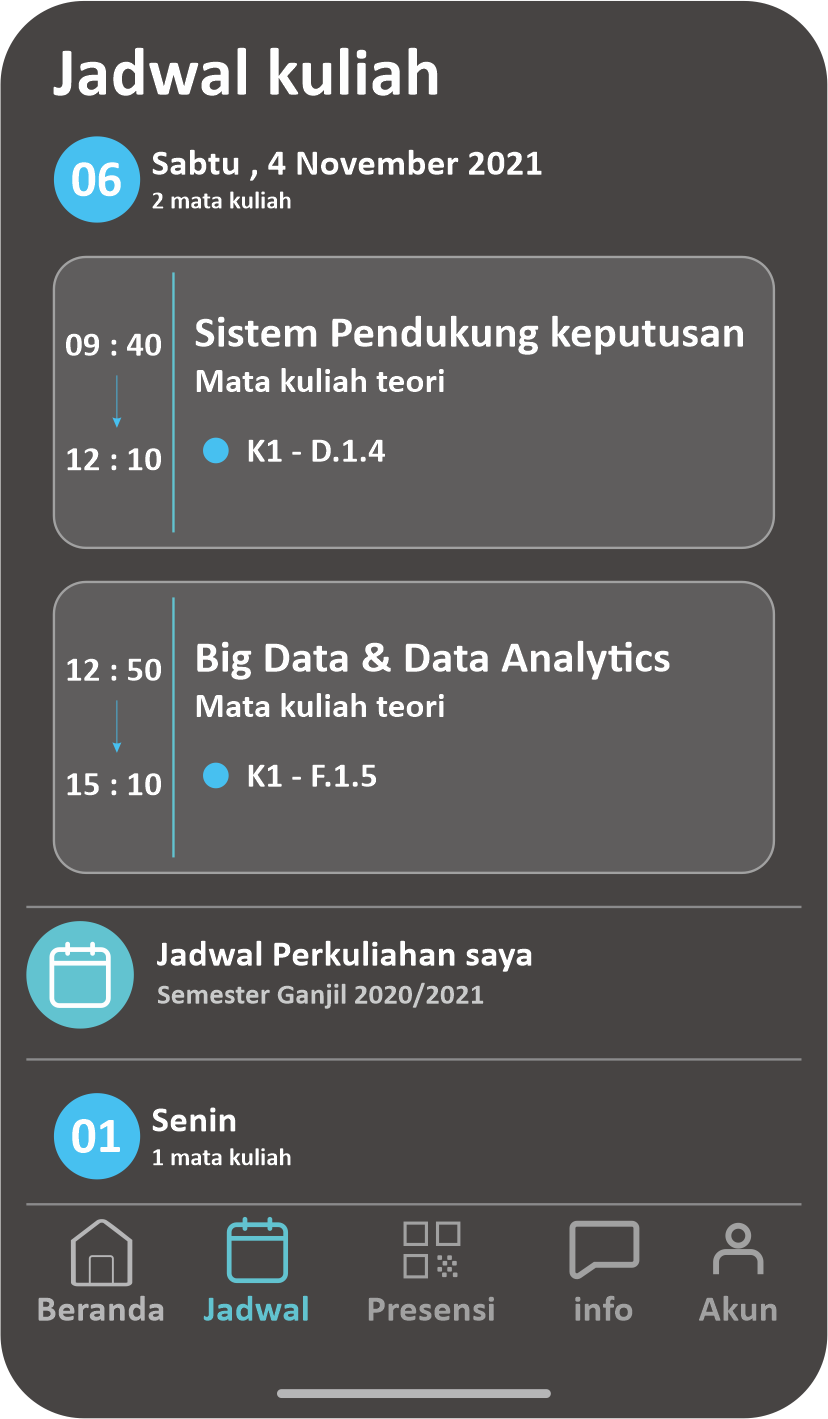 Jadwal kuliah
06
Sabtu , 4 November 2021
2 mata kuliah
09 : 40
12 : 10
Sistem Pendukung keputusan
Mata kuliah teori
K1 - D.1.4
12 : 50
15 : 10
Big Data & Data Analytics
Mata kuliah teori
K1 - F.1.5
Jadwal Perkuliahan saya
Semester Ganjil 2020/2021
01
Senin
1 mata kuliah
Beranda
Jadwal
Presensi
info
Akun